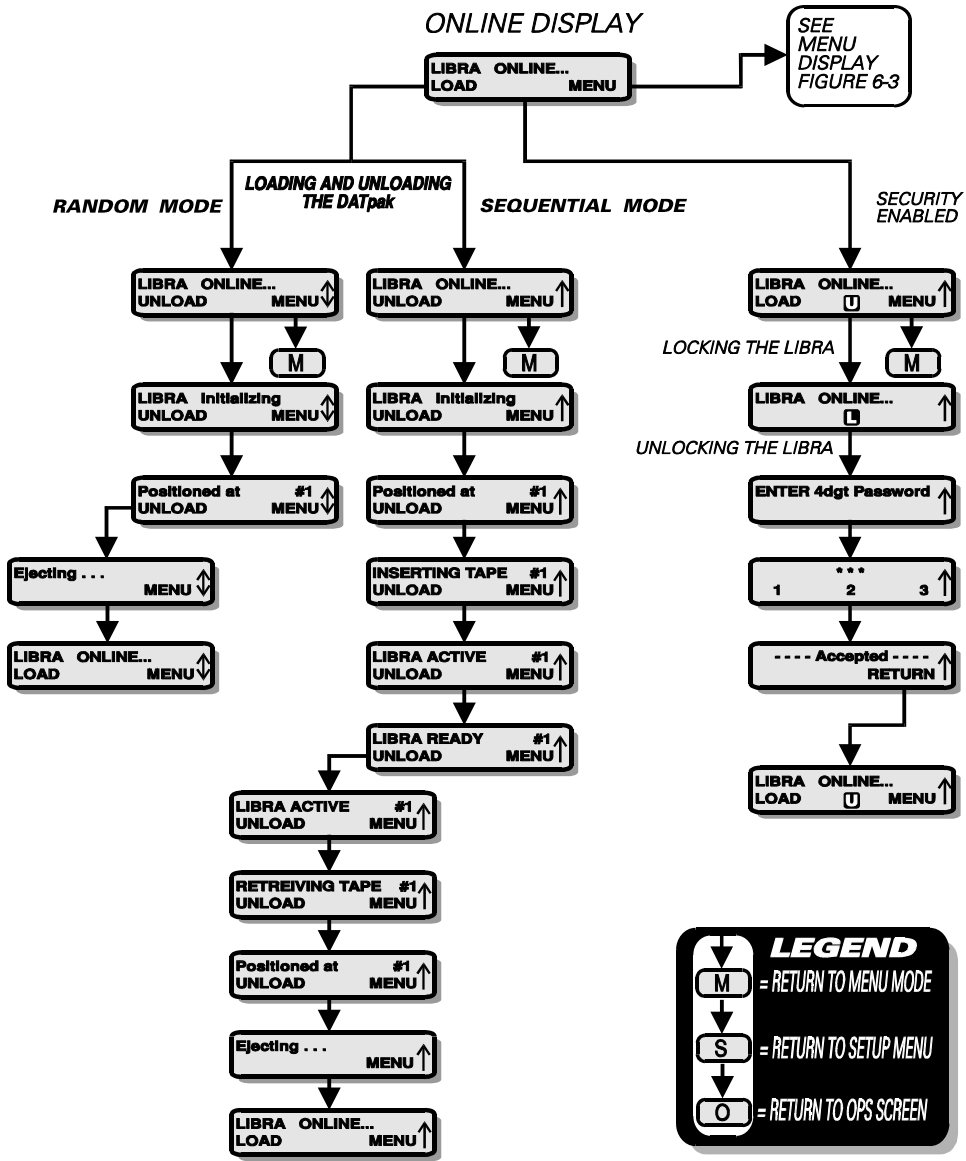 ONLINE DISPLAY
LIBRA ONLINE...
LOAD MENU
SEE
MENU
DISPLAY
FIGURE 6-3
LOADING AND UNLOADING
THE DATpak
RANDOM MODE
SEQUENTIAL MODE
SECURITY
ENABLED
LIBRA ONLINE...
UNLOAD MENU
M
LIBRA Initializing
UNLOAD MENU
Positioned at #1
UNLOAD MENU
Ejecting . . .
MENU
LIBRA ONLINE...
LOAD MENU
LIBRA ONLINE...
UNLOAD MENU
M
LIBRA Initializing
UNLOAD MENU
Positioned at #1
UNLOAD MENU
INSERTING TAPE #1
UNLOAD MENU
LIBRA ACTIVE #1
UNLOAD MENU
LIBRA READY #1
UNLOAD MENU
LIBRA ACTIVE #1
UNLOAD MENU
RETREIVING TAPE #1
UNLOAD MENU
Positioned at #1
UNLOAD MENU
Ejecting . . .
MENU
LIBRA ONLINE...
LOAD MENU
LIBRA ONLINE...
LOAD U MENU
M
LOCKING THE LIBRA
LIBRA ONLINE...
L
UNLOCKING THE LIBRA
ENTER 4dgt Password
* * *
1 2 3
- - - - Accepted - - - -
RETURN
LIBRA ONLINE...
LOAD U MENU
LEGEND
M = RETURN TO MENU MODE
S = RETURN TO SETUP MENU
O = RETURN TO OPS SCREEN